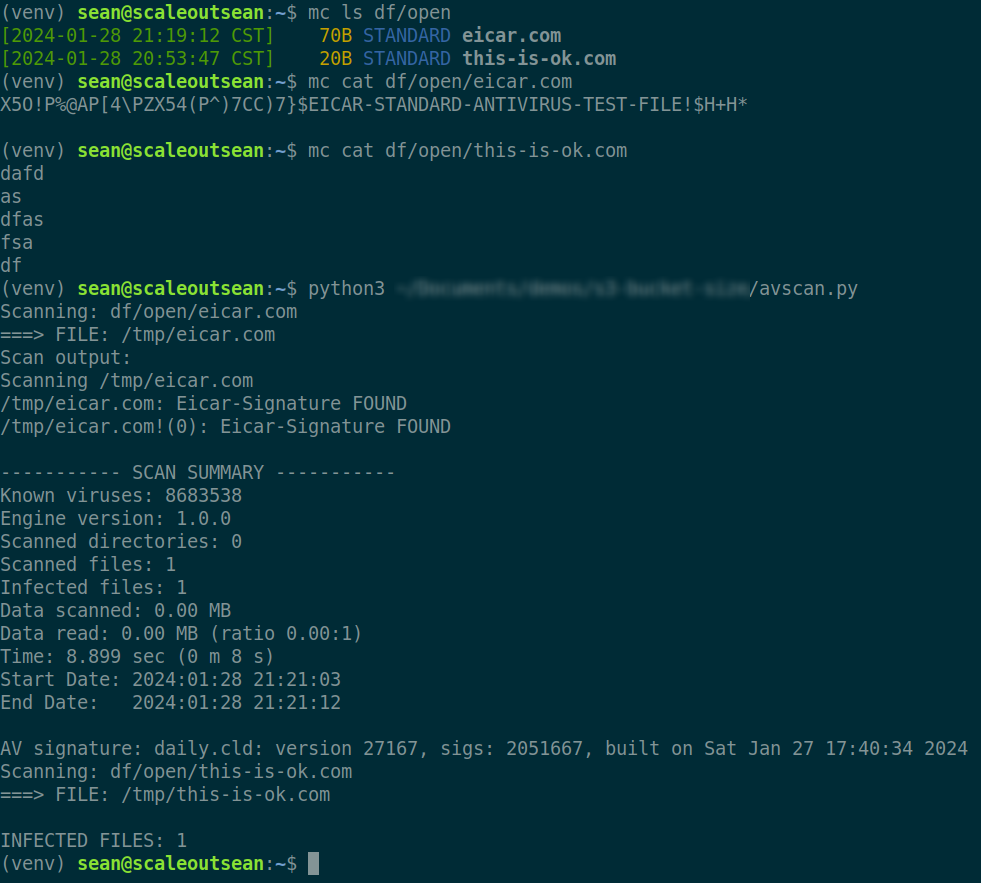 (venv) sean@scaleoutsean:~$ mc ls df/open
[2024-01-28 21:19:12 CST]    70B STANDARD eicar.com
[2024-01-28 20:53:47 CST]    20B STANDARD this-is-ok.com
(venv) sean@scaleoutsean:~$ mc cat df/open/eicar.com
X5O!P%@AP[4\PZX54(P^)7CC)7}$EICAR-STANDARD-ANTIVIRUS-TEST-FILE!$H+H*

(venv) sean@scaleoutsean:~$ mc cat df/open/this-is-ok.com
dafd
as
dfas
fsa
df
(venv) sean@scaleoutsean:~$ python3 /avscan.py
Scanning: df/open/eicar.com
===> FILE: /tmp/eicar.com
Scan output:
Scanning /tmp/eicar.com
/tmp/eicar.com: Eicar-Signature FOUND
/tmp/eicar.com!(0): Eicar-Signature FOUND

----------- SCAN SUMMARY -----------
Known viruses: 8683538
Engine version: 1.0.0
Scanned directories: 0
Scanned files: 1
Infected files: 1
Data scanned: 0.00 MB
Data read: 0.00 MB (ratio 0.00:1)
Time: 8.899 sec (0 m 8 s)
Start Date: 2024:01:28 21:21:03
End Date:   2024:01:28 21:21:12

AV signature: daily.cld: version 27167, sigs: 2051667, built on Sat Jan 27 17:40:34 2024
Scanning: df/open/this-is-ok.com
===> FILE: /tmp/this-is-ok.com

INFECTED FILES: 1
(venv) sean@scaleoutsean:~$